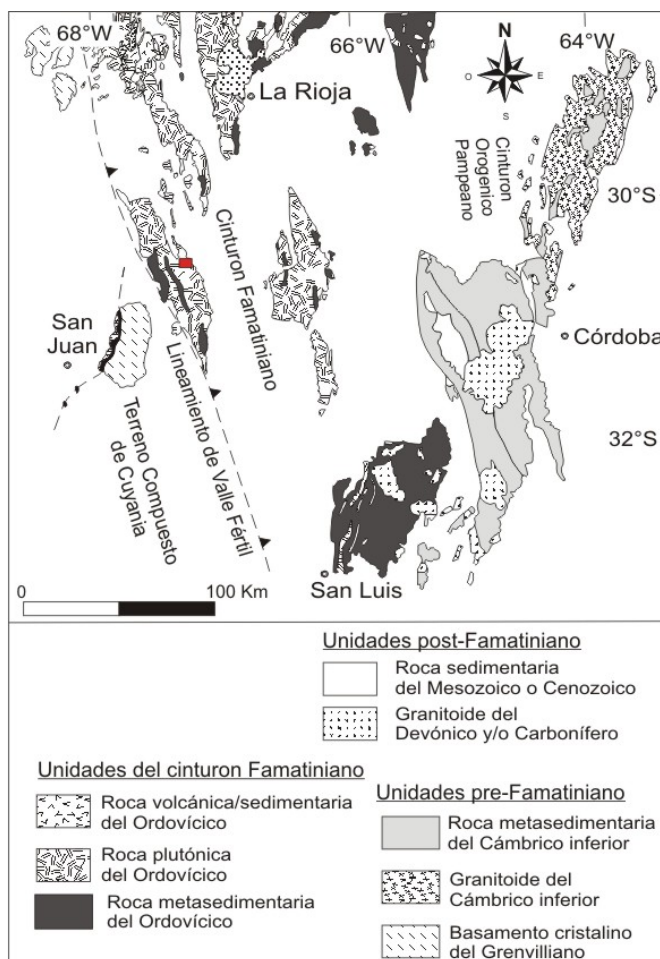 68°W
66°W
64°W
N
O
E
S
La Rioja
Cinturon
Orogenico
Pampeano
30°S
Cinturon Famatiniano
San
Juan
Córdoba
Lineamiento de Valle Fértil
Terreno Compuesto
de Cuyania
32°S
0
100 Km
San Luis
Unidades post-Famatiniano
Roca sedimentaria
del Mesozoico o Cenozoico
Granitoide del
Devónico y/o Carbonífero
Unidades del cinturon Famatiniano
Roca volcánica/sedimentaria
del Ordovícico
Roca plutónica
del Ordovícico
Roca metasedimentaria
del Ordovícico
Unidades pre-Famatiniano
Roca metasedimentaria
del Cámbrico inferior
Granitoide del
Cámbrico inferior
Basamento cristalino
del Grenvilliano